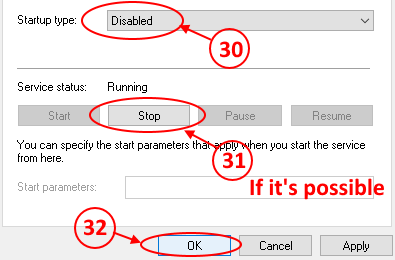 Startup type: Disabled
30
Service status: Running
Start Stop Pause Resume
31
You can specify the start parameters that apply when you start the service
from here.
Start parameters:
If it's possible
32
OK Cancel Apply